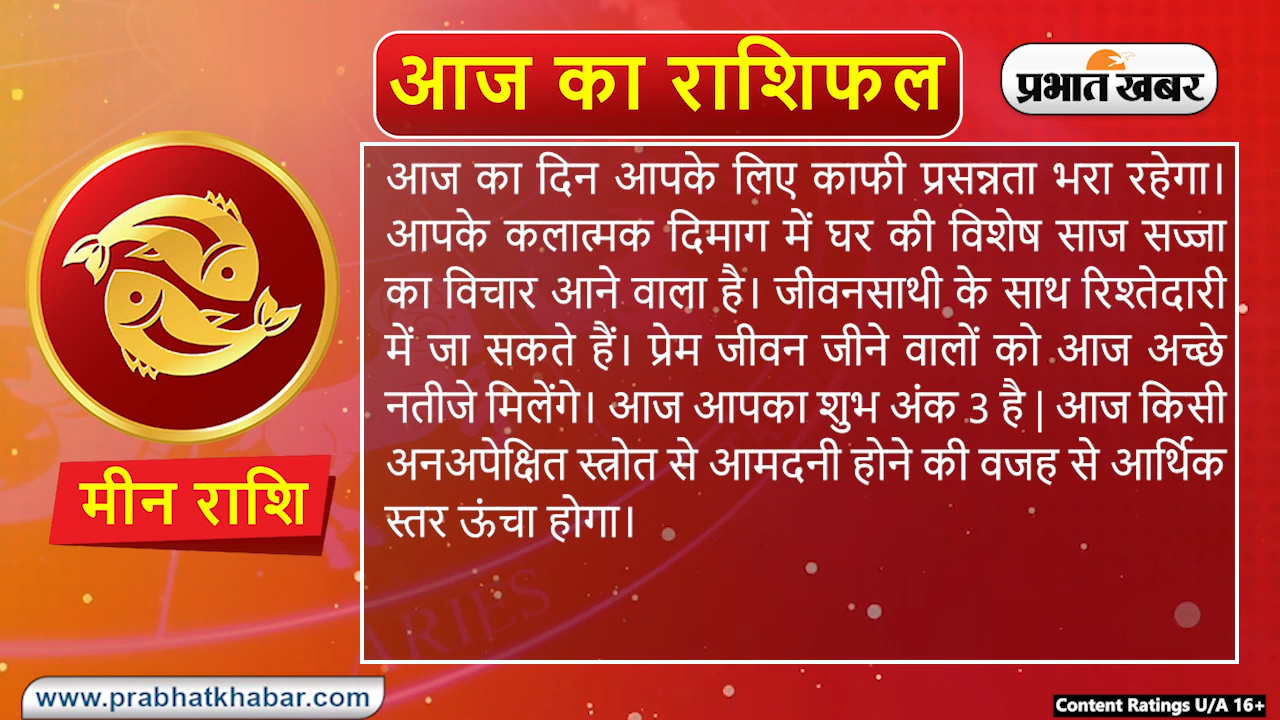 आज का राशिफल
प्रभात खबर
आज का दिन आपके लिए काफी प्रसन्नता भरा रहेगा।
आपके कलात्मक दिमाग में घर की विशेष साज सज्जा
का विचार आने वाला है। जीवनसाथी के साथ रिश्तेदारी
में जा सकते हैं। प्रेम जीवन जीने वालों को आज अच्छे
नतीजे मिलेंगे। आज आपका शुभ अंक 3 है | आज किसी
अनअपेक्षित स्त्रोत से आमदनी होने की वजह से आर्थिक
स्तर ऊंचा होगा।
मीन राशि
ARIES
www.prabhatkhabar.com
Content Ratings U/A 16+